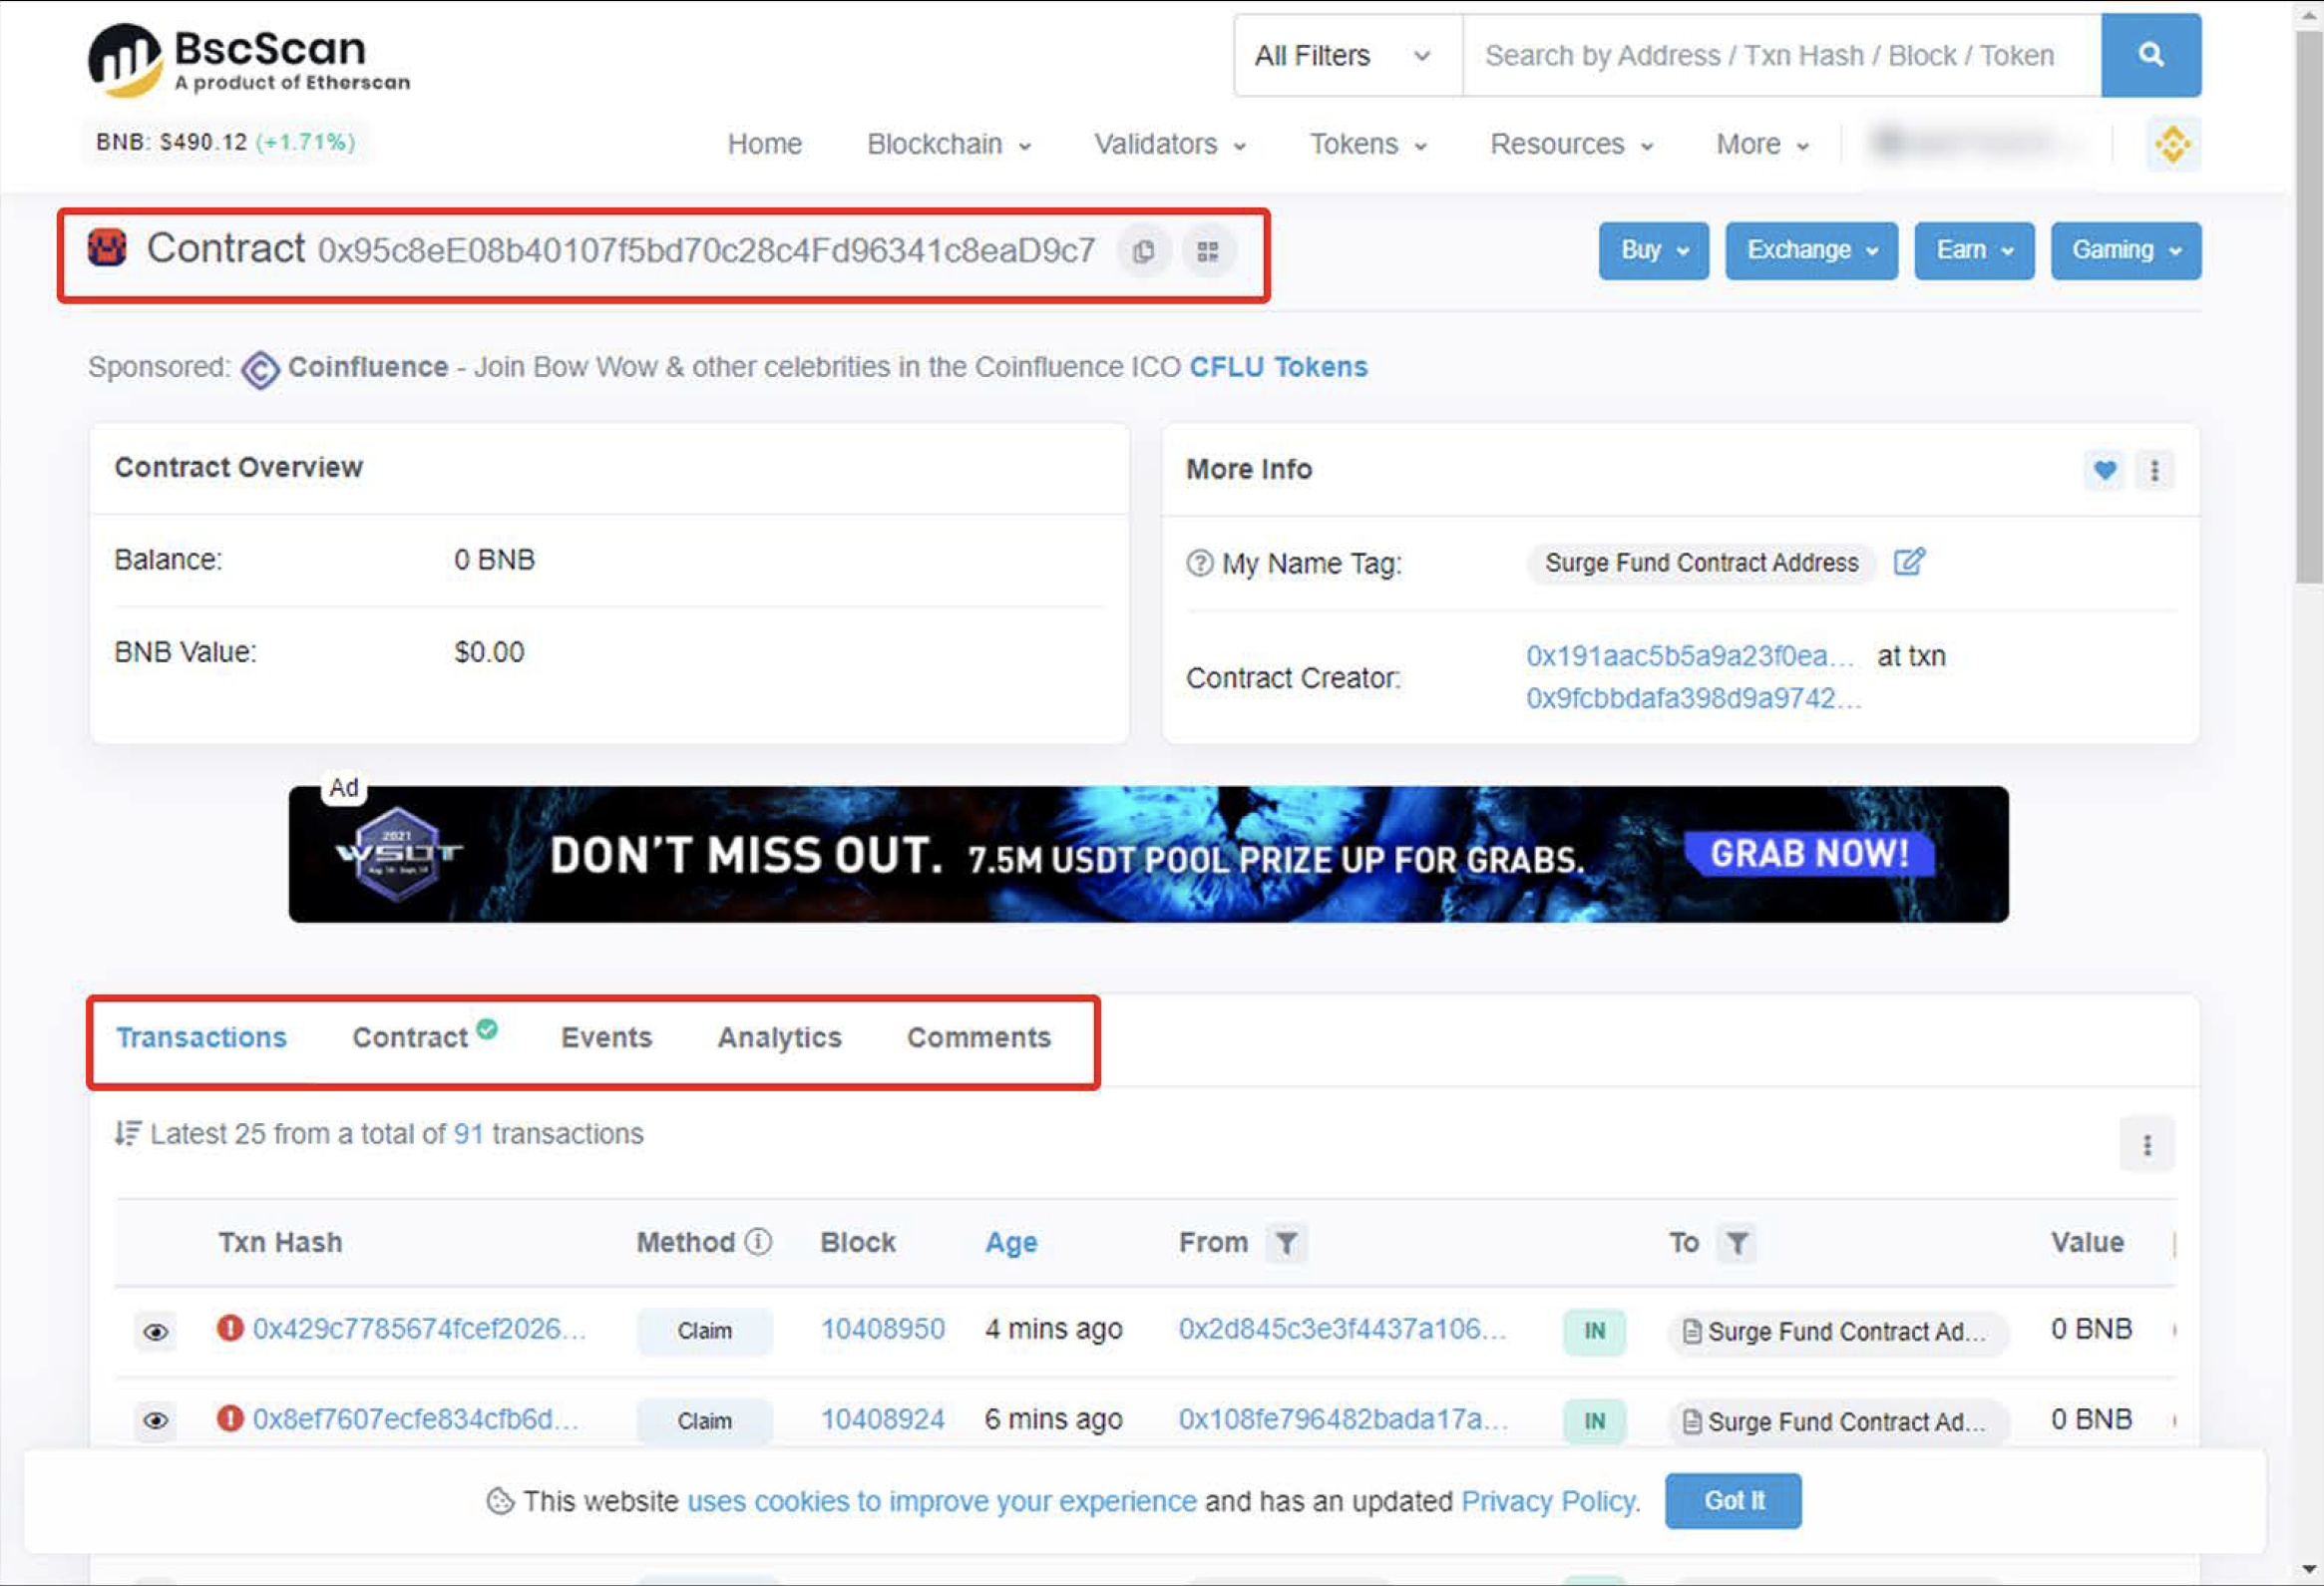 BscScan
A product of Etherscan
All Filters
Search by Address / Txn Hash / Block / Token
BNB: $490.12 (+1.71%)
Home Blockchain Validators Tokens Resources More
Contract 0x95c8eE08b40107f5bd70c28c4Fd96341c8eaD9c7
Buy Exchange Earn Gaming
Sponsored: Coinfluence - Join Bow Wow & other celebrities in the Coinfluence ICO CFLU Tokens
Contract Overview
Balance: 0 BNB
BNB Value: $0.00
More Info
My Name Tag: Surge Fund Contract Address
Contract Creator: 0x191aac5b5a9a23f0ea... at txn
0x9fcbbdafa398d9a9742...
Ad
2021
WSOT
DON'T MISS OUT. 7.5M USDT POOL PRIZE UP FOR GRABS.
GRAB NOW!
Transactions Contract Events Analytics Comments
Latest 25 from a total of 91 transactions
Txn Hash Method Block Age From To Value
0x429c7785674fcef2026... Claim 10408950 4 mins ago 0x2d845c3e3f4437a106... IN Surge Fund Contract Ad... 0 BNB
0x8ef7607ecfe834cfb6d... Claim 10408924 6 mins ago 0x108fe796482bada17a... IN Surge Fund Contract Ad... 0 BNB
This website uses cookies to improve your experience and has an updated Privacy Policy.
Got It